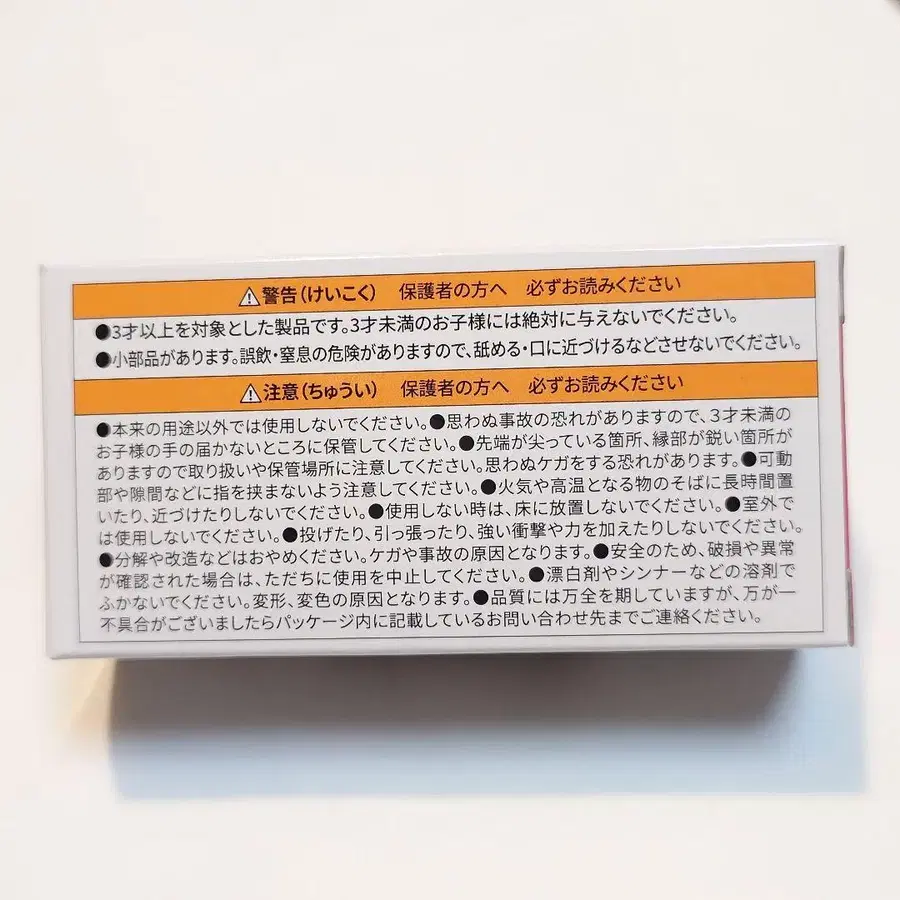 ⚠警告(けいこく) 保護者の方へ 必ずお読みください
●3才以上を対象とした製品です。3才未満のお子様には絶対に与えないでください。
●小部品があります。誤飲・窒息の危険がありますので、舐める・口に近づけるなどさせないでください。
⚠注意(ちゅうい) 保護者の方へ 必ずお読みください
●本来の用途以外では使用しないでください。●思わぬ事故の恐れがありますので、3才未満の
お子様の手の届かないところに保管してください。●先端が尖っている箇所、縁部が鋭い箇所が
ありますので取り扱いや保管場所に注意してください。思わぬケガをする恐れがあります。●可動
部や隙間などに指を挟まないよう注意してください。●火気や高温となる物のそばに長時間置
いたり、近づけたりしないでください。●使用しない時は、床に放置しないでください。●室外で
は使用しないでください。●投げたり、引っ張ったり、強い衝撃や力を加えたりしないでください。
●分解や改造などはおやめください。ケガや事故の原因となります。●安全のため、破損や異常
が確認された場合は、ただちに使用を中止してください。●漂白剤やシンナーなどの溶剤で
ふかないでください。変形、変色の原因となります。●品質には万全を期していますが、万が一
不具合がございましたらパッケージ内に記載しているお問い合わせ先までご連絡ください。